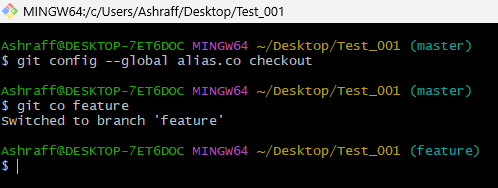 MINGW64:/c/Users/Ashraff/Desktop/Test_001
Ashraff@DESKTOP-7ET6DOC MINGW64 ~/Desktop/Test_001 (master)
$ git config --global alias.co checkout
Ashraff@DESKTOP-7ET6DOC MINGW64 ~/Desktop/Test_001 (master)
$ git co feature
Switched to branch 'feature'
Ashraff@DESKTOP-7ET6DOC MINGW64 ~/Desktop/Test_001 (feature)
$